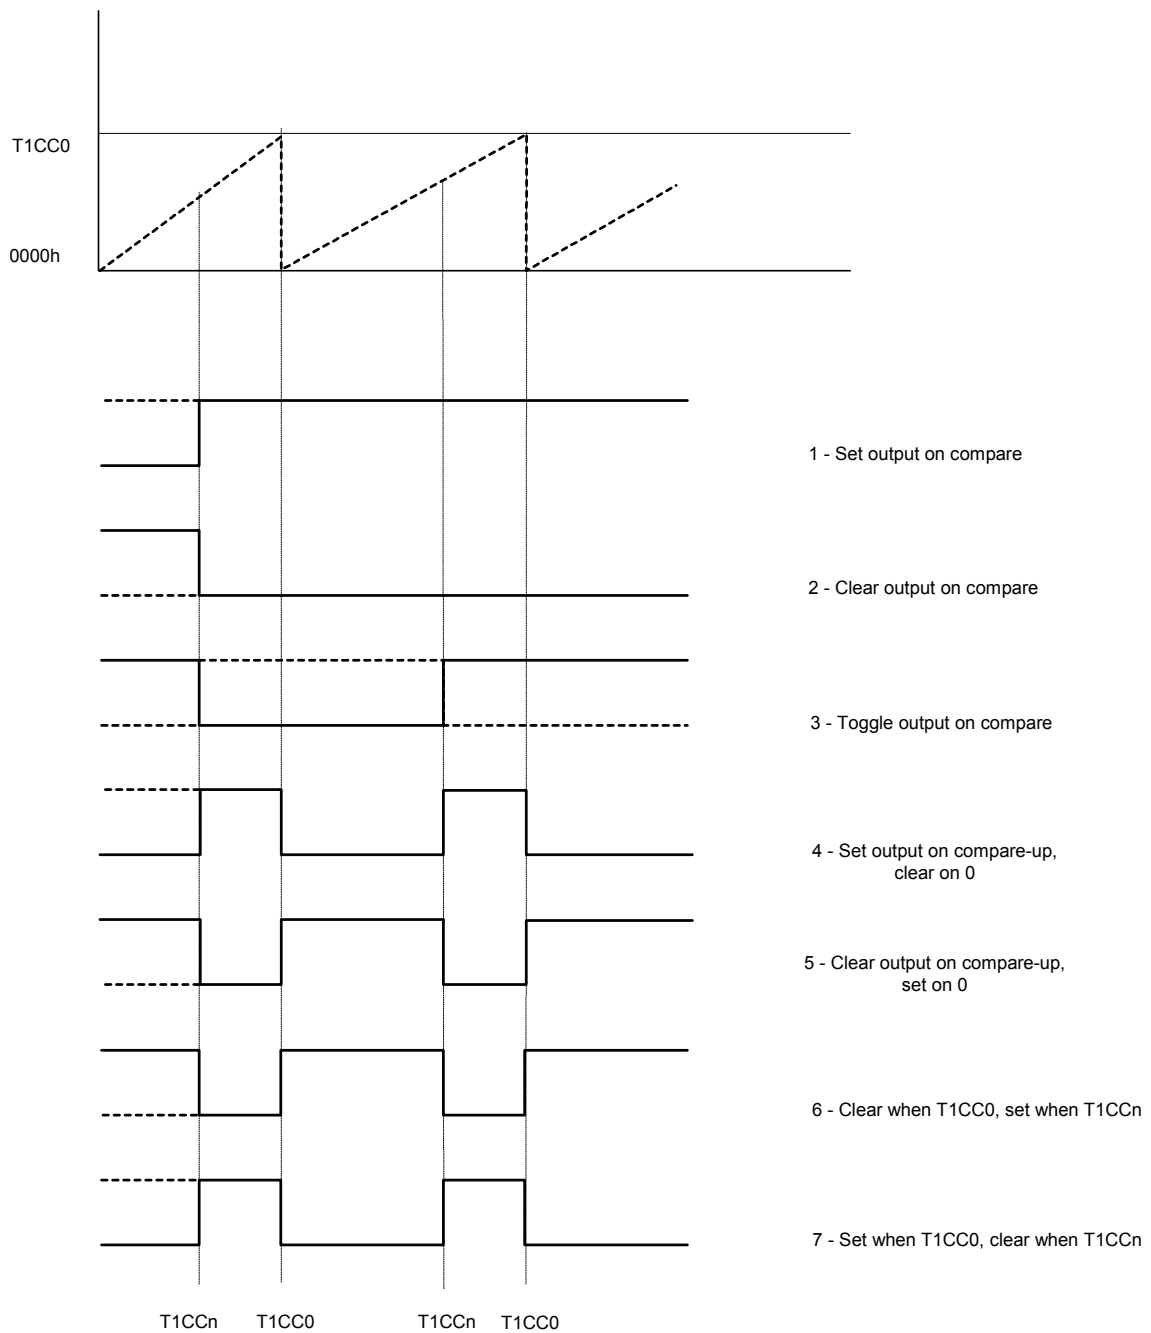 T1CC0
0000h
1 - Set output on compare
2 - Clear output on compare
3 - Toggle output on compare
4 - Set output on compare-up,
clear on 0
5 - Clear output on compare-up,
set on 0
6 - Clear when T1CC0, set when T1CCn
7 - Set when T1CC0, clear when T1CCn
T1CCn T1CC0 T1CCn T1CC0